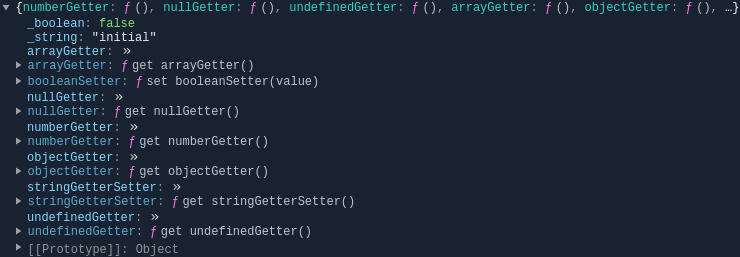 {numberGetter: ƒ (), nullGetter: ƒ (), undefinedGetter: ƒ (), arrayGetter: ƒ (), objectGetter: ƒ (), …}
_boolean: false
_string: "initial"
arrayGetter: »
arrayGetter: ƒ get arrayGetter()
booleanSetter: ƒ set booleanSetter(value)
nullGetter: »
nullGetter: ƒ get nullGetter()
numberGetter: »
numberGetter: ƒ get numberGetter()
objectGetter: »
objectGetter: ƒ get objectGetter()
stringGetterSetter: »
stringGetterSetter: ƒ get stringGetterSetter()
undefinedGetter: »
undefinedGetter: ƒ get undefinedGetter()
[[Prototype]]: Object